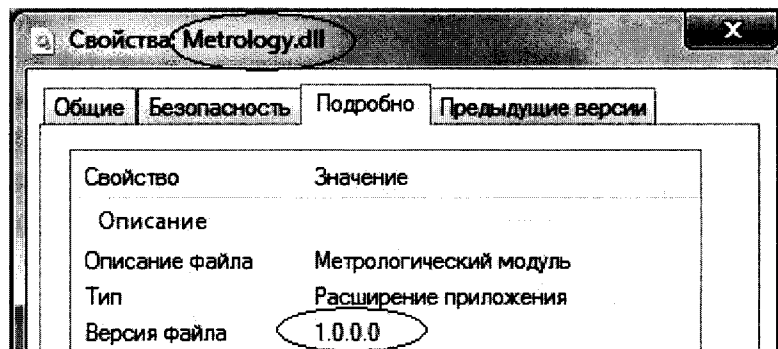 Свойства: Metrology.dll
Общие Безопасность Подробно Предыдущие версии
Свойство Значение
Описание
Описание файла Метрологический модуль
Тип Расширение приложения
Версия файла 1.0.0.0